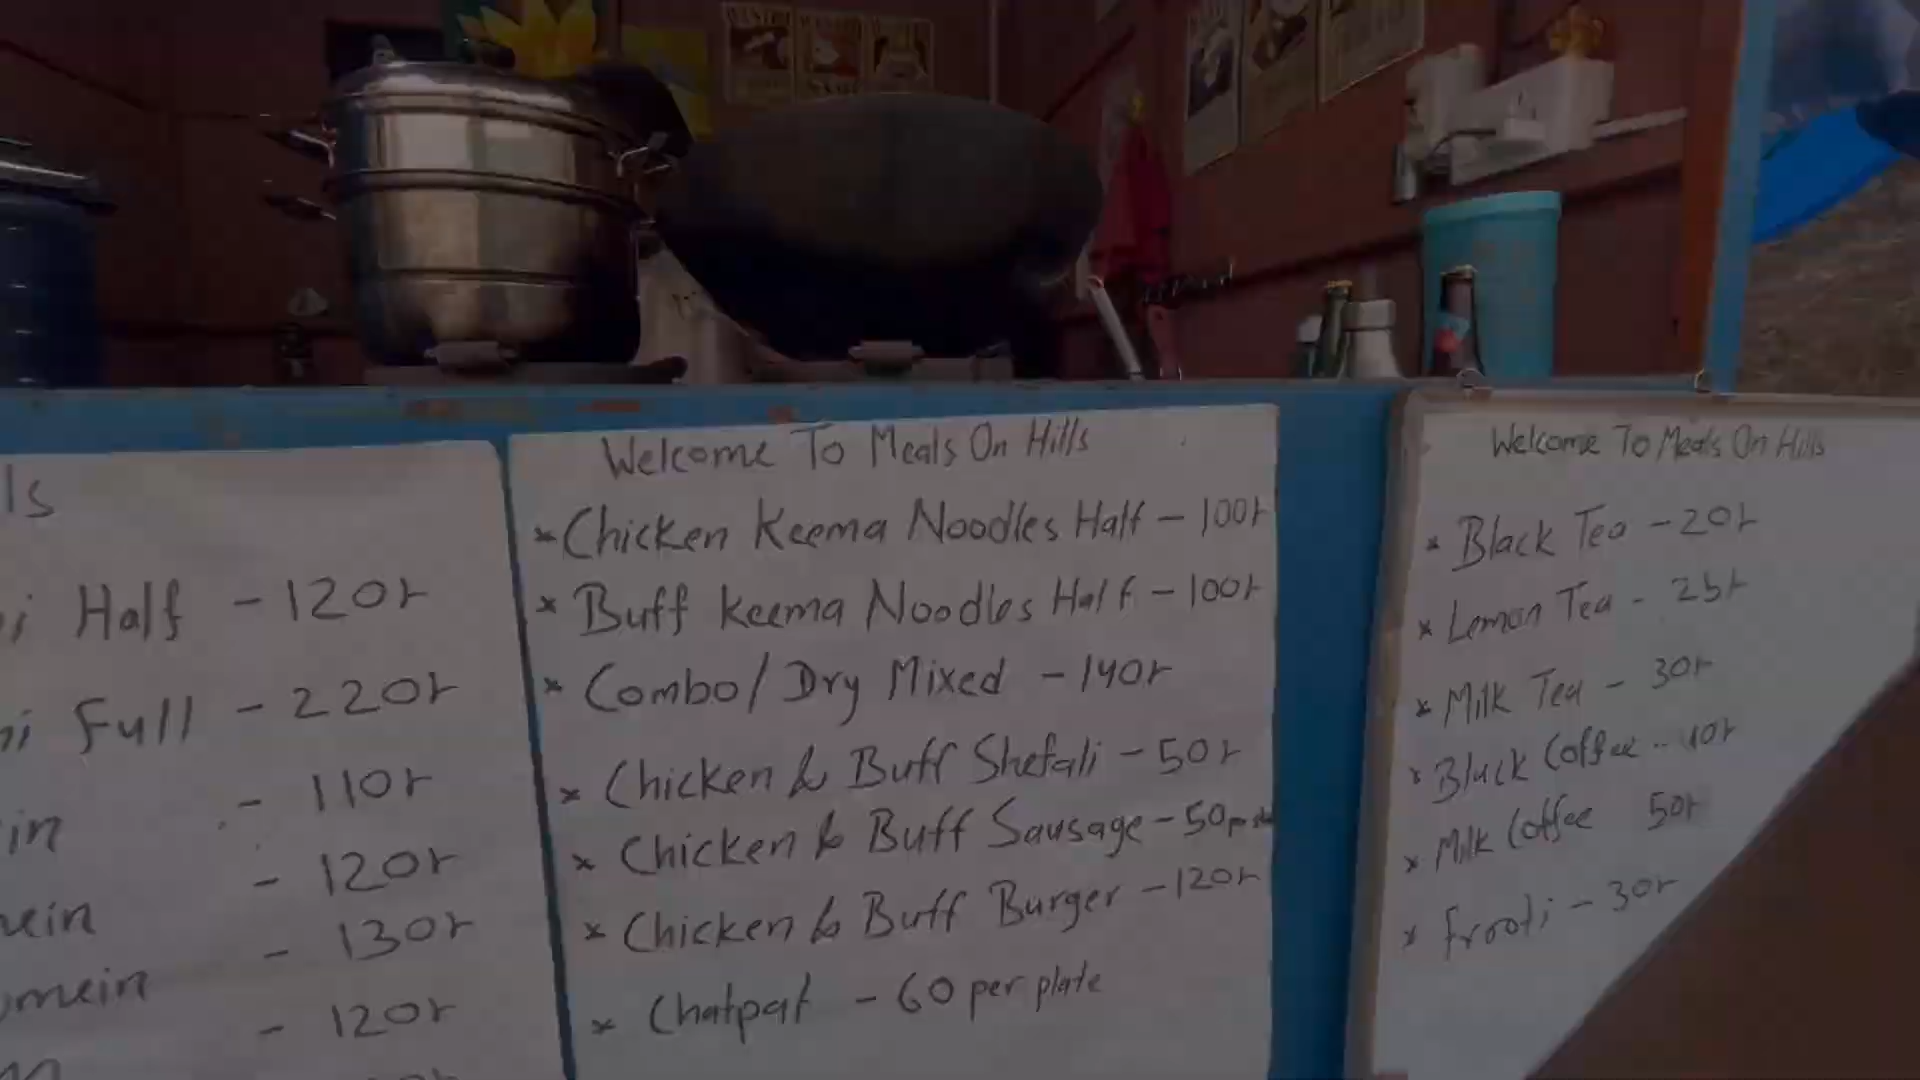 ls
Half - 120r
Full - 220r
- 110r
- 120r
- 130r
- 120r
Welcome To Meals On Hills
* Chicken Keema Noodles Half - 100r
* Buff Keema Noodles Half - 100r
* Combo/Dry Mixed - 140r
* Chicken & Buff Shefali - 50r
* Chicken & Buff Sausage - 50
* Chicken & Buff Burger - 120r
* Chatpat - 60 per plate
Welcome To Meals On Hills
* Black Tea - 20r
* Lemon Tea - 25r
* Milk Tea - 30r
* Black Coffee - 40r
* Milk Coffee 50r
* frooti - 30r